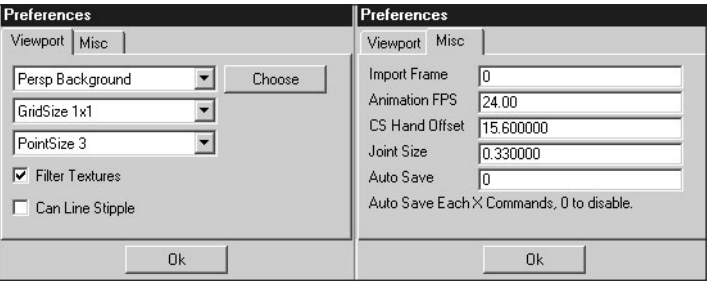 Preferences
Viewport Misc
Persp Background Choose
GridSize 1x1
PointSize 3
Filter Textures
Can Line Stipple
Ok
Preferences
Viewport Misc
Import Frame 0
Animation FPS 24.00
CS Hand Offset 15.600000
Joint Size 0.330000
Auto Save 0
Auto Save Each X Commands, 0 to disable.
Ok